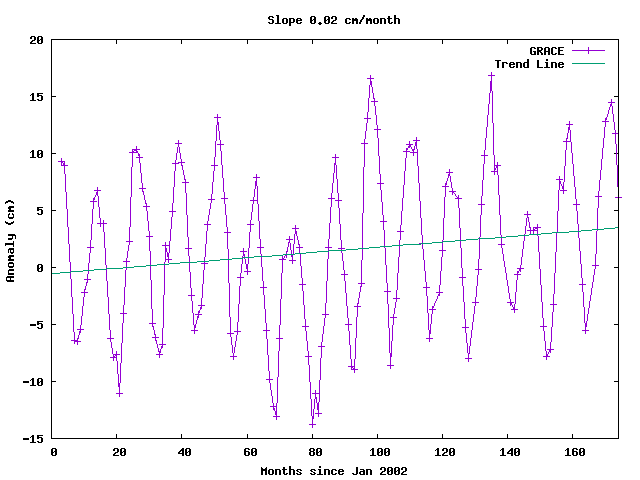 Slope 0.02 cm/month
GRACE
Trend Line
20
15
10
5
0
-5
-10
-15
Anomaly (cm)
0 20 40 60 80 100 120 140 160
Months since Jan 2002